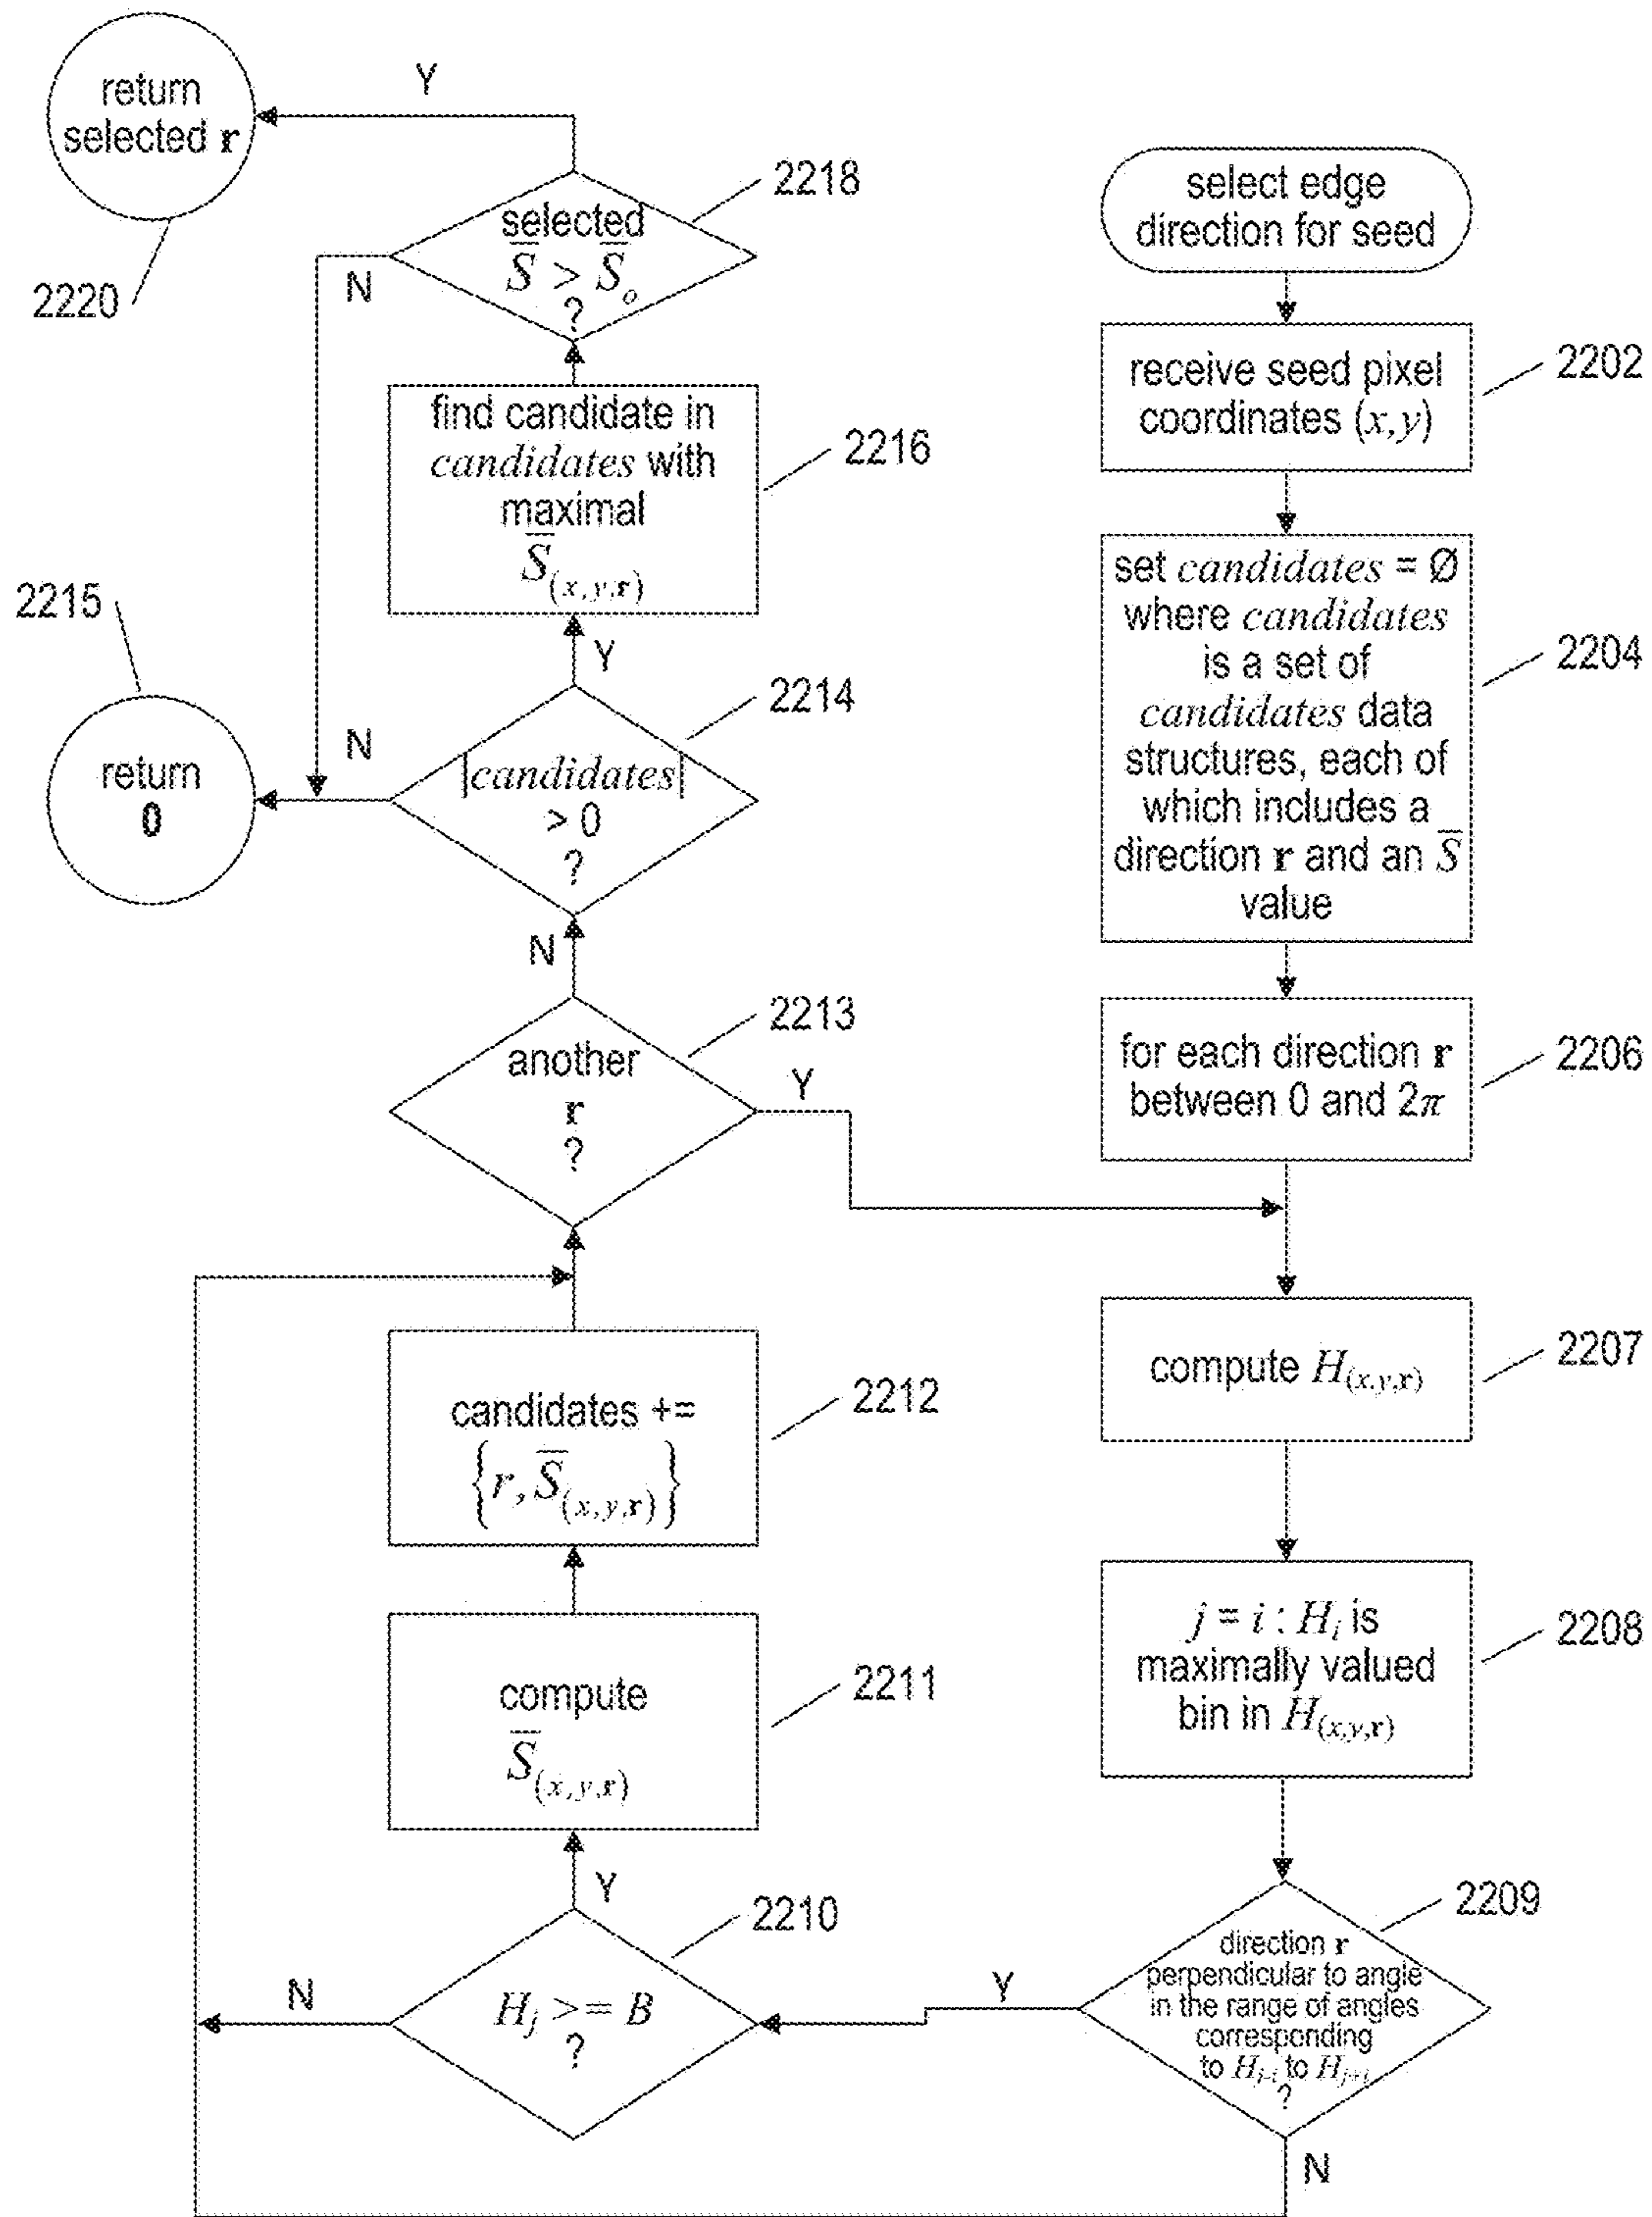 select edge
direction for seed
receive seed pixel
coordinates (x,y)
2202
set candidates = Ø
where candidates
is a set of
candidates data
structures, each of
which includes a
direction r and an S̅
value
2204
for each direction r
between 0 and 2π
2206
compute H(x,y,r)
2207
j = i : Hi is
maximally valued
bin in H(x,y,r)
2208
direction r
perpendicular to angle
in the range of angles
corresponding
to Hj-i to Hj+i
?
2209
Y
N
Hj >= B
?
2210
N
Y
compute
S̅(x,y,r)
2211
candidates +=
{r, S̅(x,y,r)}
2212
another
r
?
2213
Y
N
|candidates|
> 0
?
2214
N
Y
return
0
2215
find candidate in
candidates with
maximal
S̅(x,y,r)
2216
selected
S̅ > S̅o
?
2218
N
Y
return
selected r
2220